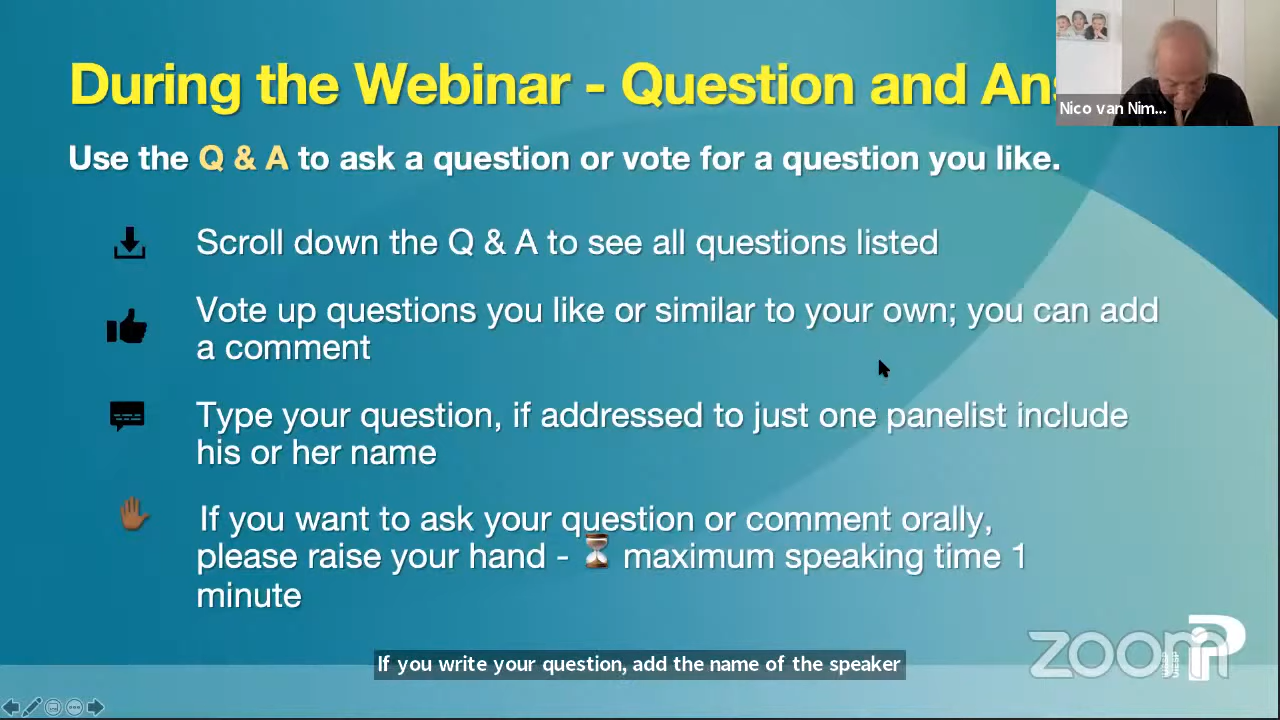 During the Webinar - Question and Ans
Nico van Nim...
Use the Q & A to ask a question or vote for a question you like.
Scroll down the Q & A to see all questions listed
Vote up questions you like or similar to your own; you can add
a comment
Type your question, if addressed to just one panelist include
his or her name
If you want to ask your question or comment orally,
please raise your hand - ⏳ maximum speaking time 1
minute
zoom
If you write your question, add the name of the speaker